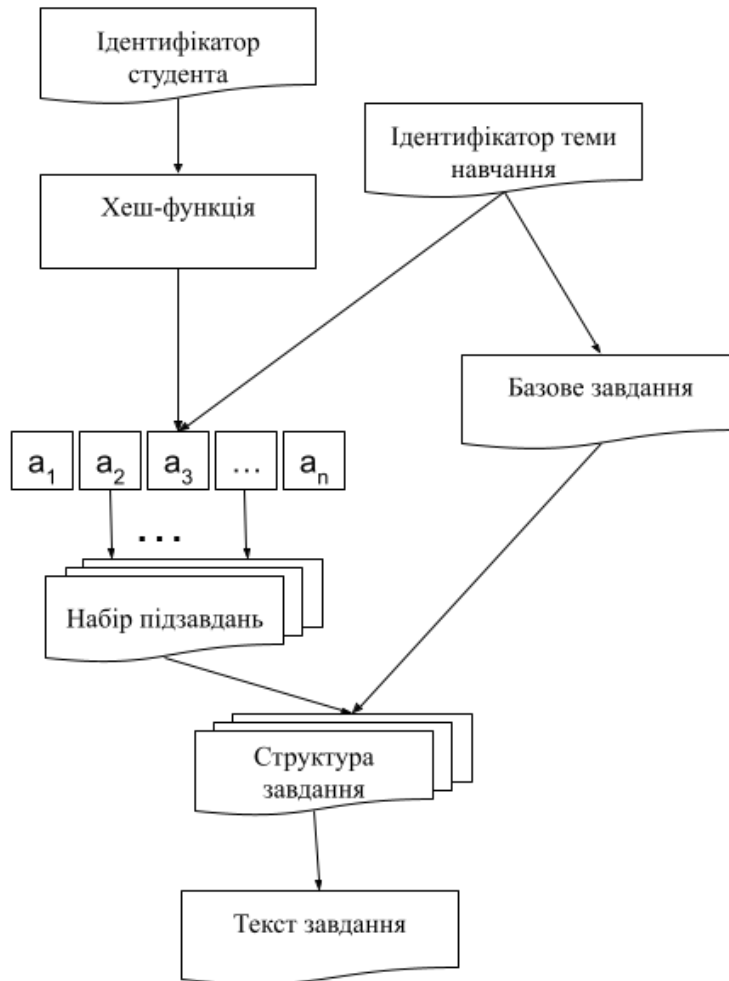 Ідентифікатор
студента
Ідентифікатор теми
навчання
Хеш-функція
Базове завдання
a1 a2 a3 ... an
...
Набір підзавдань
Структура
завдання
Текст завдання